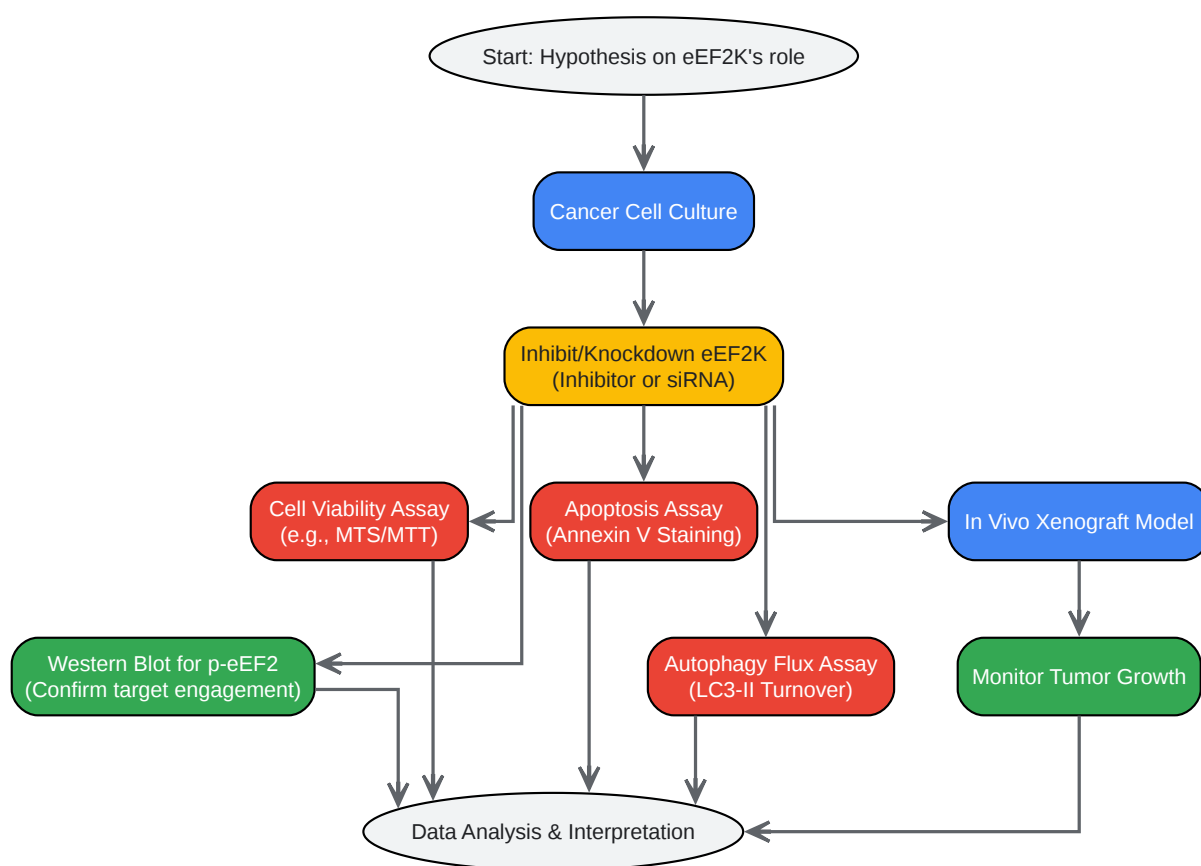 Start: Hypothesis on eEF2K's role
Cancer Cell Culture
Inhibit/Knockdown eEF2K
(Inhibitor or siRNA)
Cell Viability Assay
(e.g., MTS/MTT)
Apoptosis Assay
(Annexin V Staining)
In Vivo Xenograft Model
Western Blot for p-eEF2
(Confirm target engagement)
Autophagy Flux Assay
(LC3-II Turnover)
Monitor Tumor Growth
Data Analysis & Interpretation